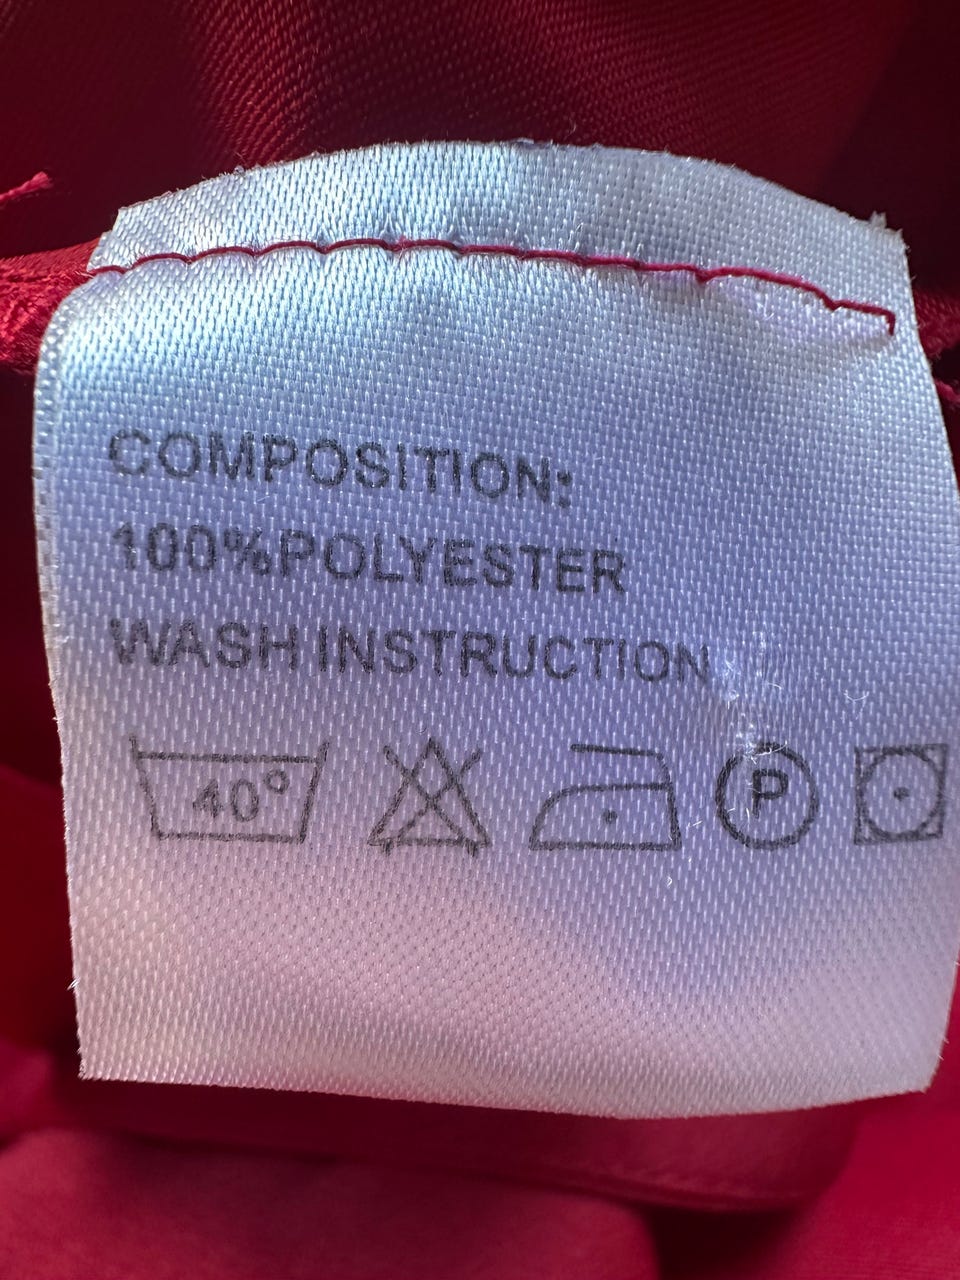 COMPOSITION:
100%POLYESTER
WASH INSTRUCTION
40° P